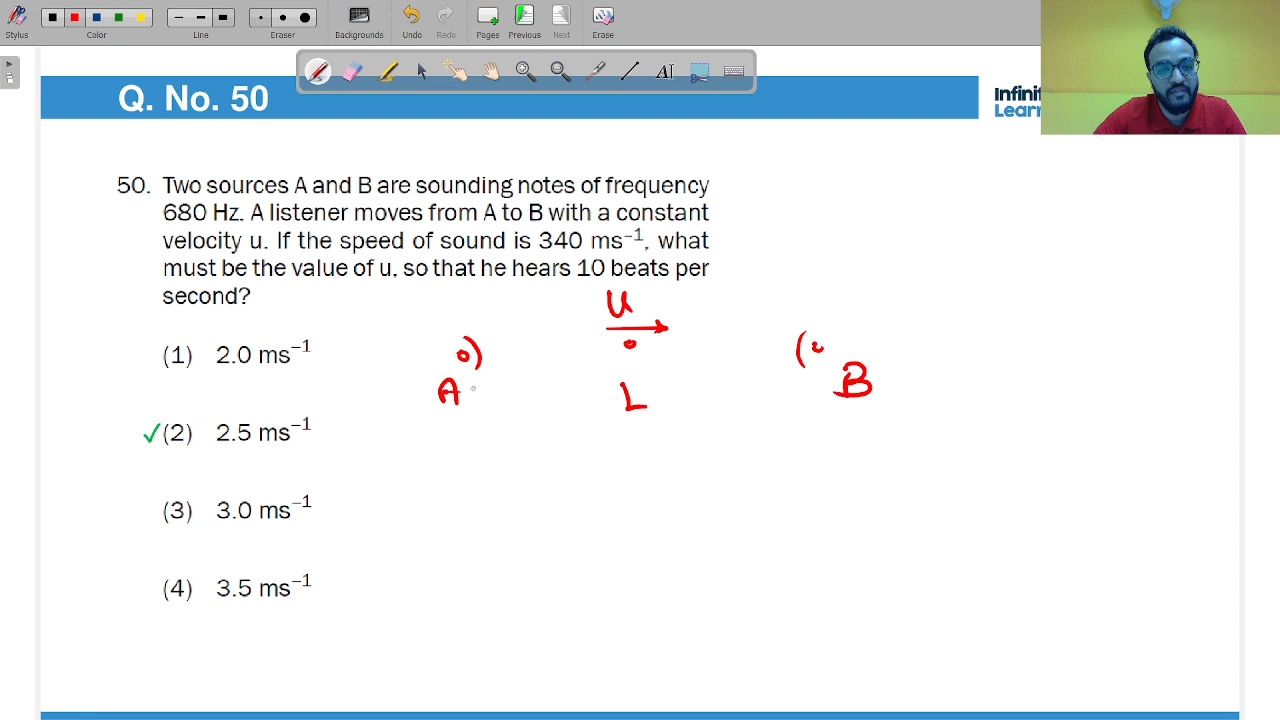 Stylus
Color
Line
Eraser
Backgrounds
Undo
Redo
Pages
Previous
Next
Erase
Q. No. 50
Infinit
Learn
50. Two sources A and B are sounding notes of frequency
680 Hz. A listener moves from A to B with a constant
velocity u. If the speed of sound is 340 ms⁻¹, what
must be the value of u, so that he hears 10 beats per
second?
U
A
L
B
(1) 2.0 ms⁻¹
✓(2) 2.5 ms⁻¹
(3) 3.0 ms⁻¹
(4) 3.5 ms⁻¹